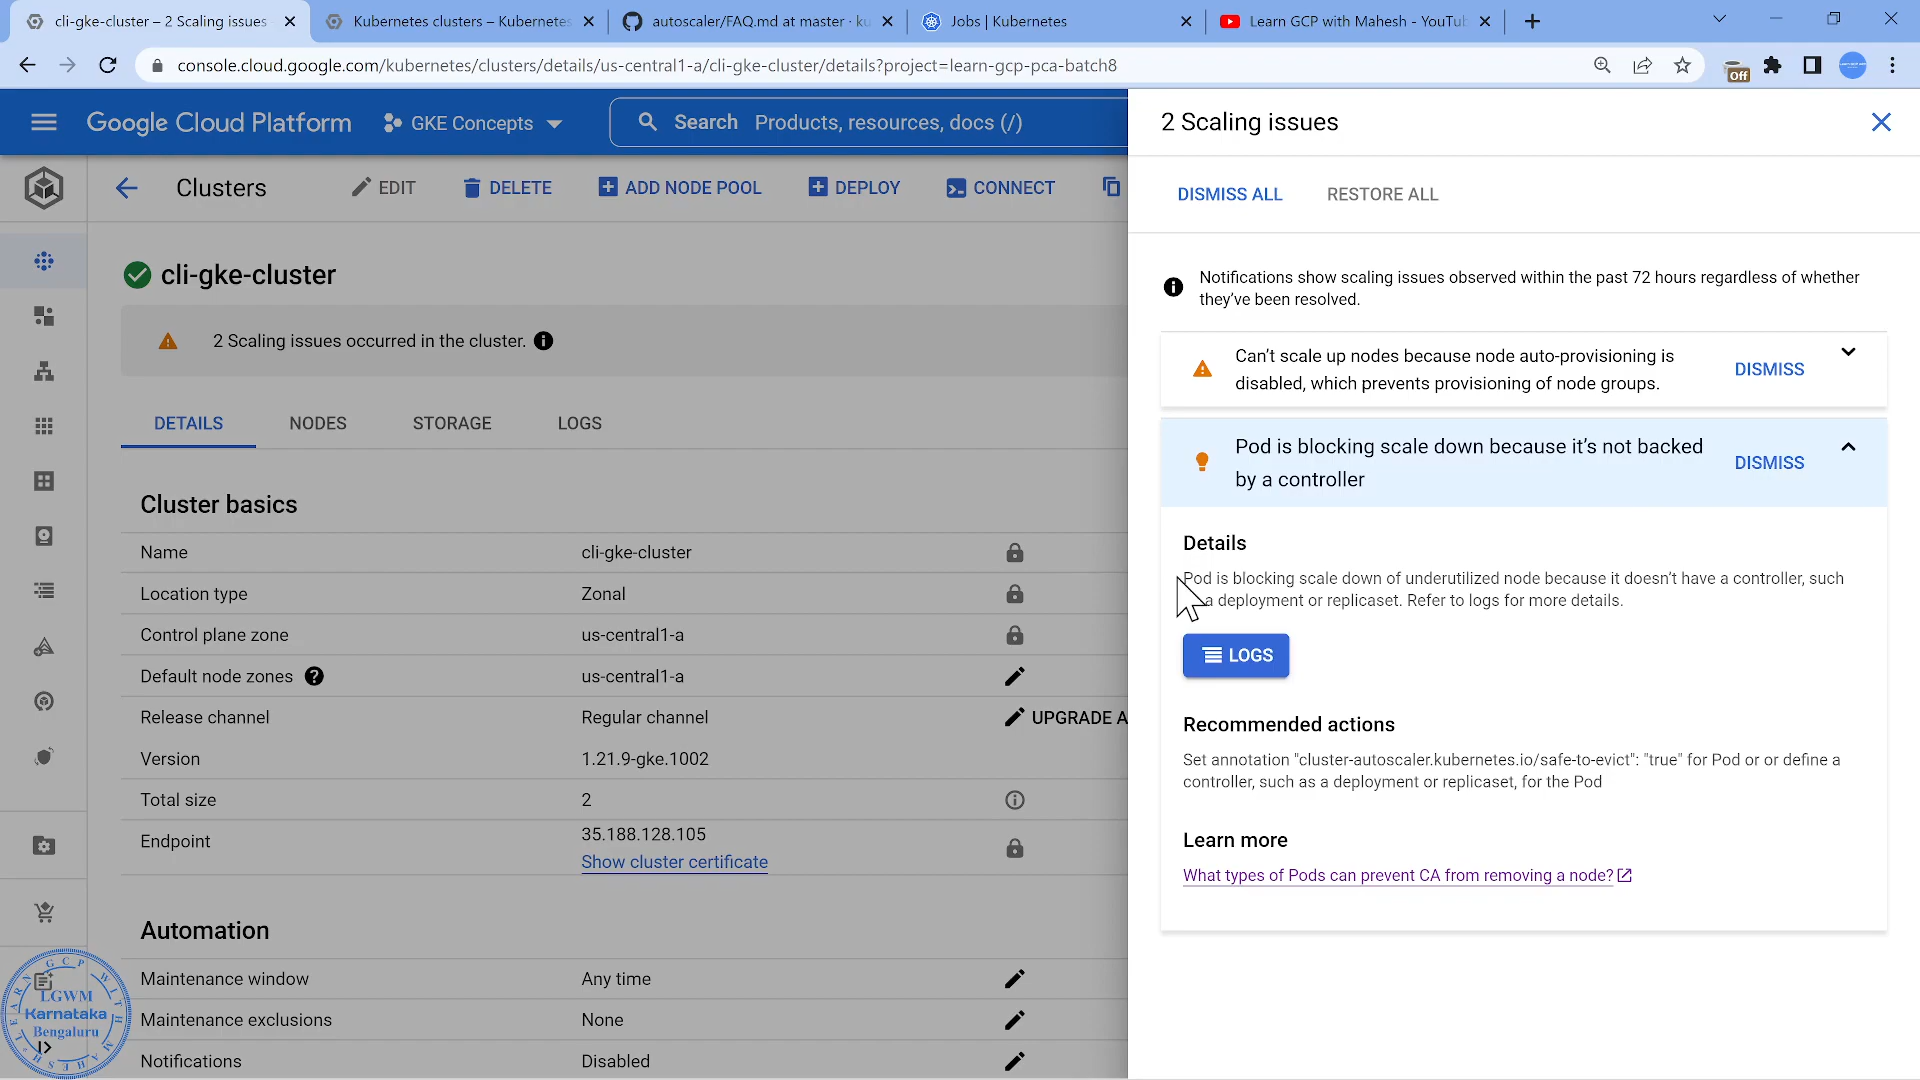 cli-gke-cluster – 2 Scaling issues
Kubernetes clusters – Kubernetes
autoscaler/FAQ.md at master · ku
Jobs | Kubernetes
Learn GCP with Mahesh - YouTub
console.cloud.google.com/kubernetes/clusters/details/us-central1-a/cli-gke-cluster/details?project=learn-gcp-pca-batch8
Off
Google Cloud Platform
GKE Concepts
Search Products, resources, docs (/)
Clusters
EDIT
DELETE
ADD NODE POOL
DEPLOY
CONNECT
cli-gke-cluster
2 Scaling issues occurred in the cluster.
DETAILS
NODES
STORAGE
LOGS
Cluster basics
Name cli-gke-cluster
Location type Zonal
Control plane zone us-central1-a
Default node zones us-central1-a
Release channel Regular channel UPGRADE A
Version 1.21.9-gke.1002
Total size 2
Endpoint 35.188.128.105
Show cluster certificate
Automation
Maintenance window Any time
Maintenance exclusions None
Notifications Disabled
2 Scaling issues
DISMISS ALL
RESTORE ALL
Notifications show scaling issues observed within the past 72 hours regardless of whether
they've been resolved.
Can't scale up nodes because node auto-provisioning is
disabled, which prevents provisioning of node groups.
DISMISS
Pod is blocking scale down because it's not backed
by a controller
DISMISS
Details
Pod is blocking scale down of underutilized node because it doesn't have a controller, such
a deployment or replicaset. Refer to logs for more details.
LOGS
Recommended actions
Set annotation "cluster-autoscaler.kubernetes.io/safe-to-evict": "true" for Pod or or define a
controller, such as a deployment or replicaset, for the Pod
Learn more
What types of Pods can prevent CA from removing a node?
LEARN GCP WITH MAHESH
LGWM
Karnataka
Bengaluru